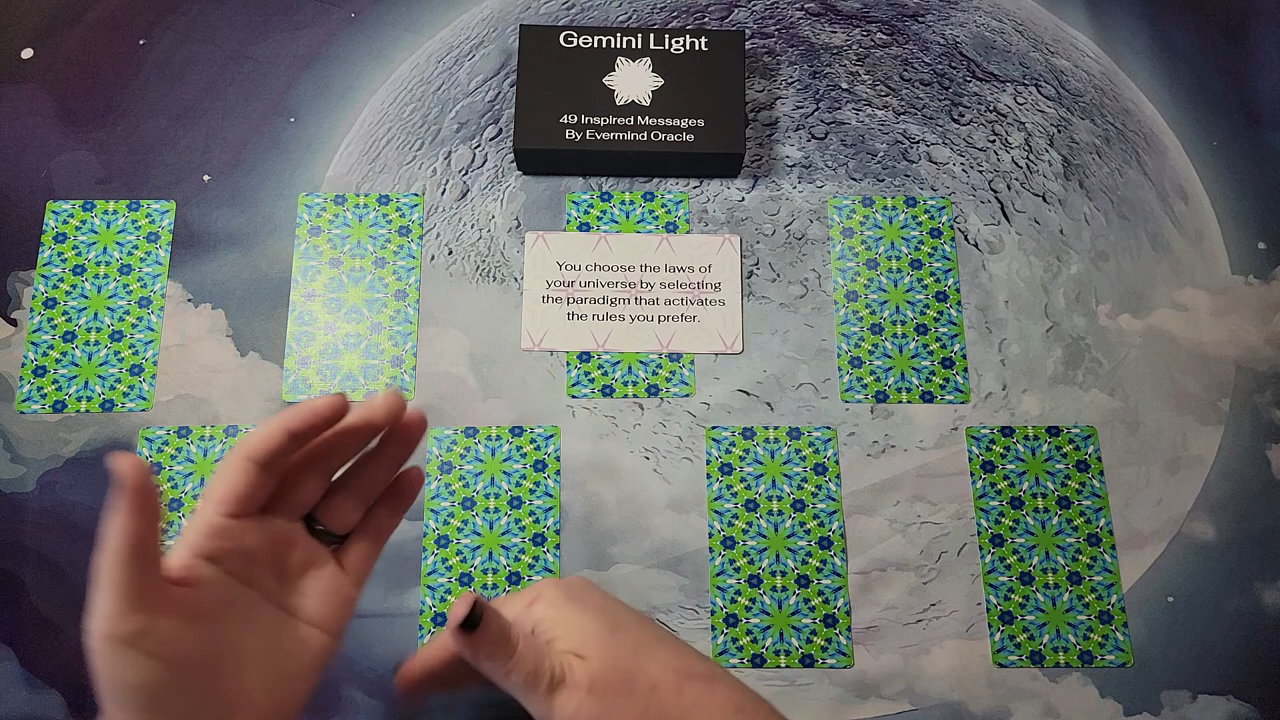 Gemini Light
49 Inspired Messages
By Evermind Oracle
You choose the laws of
your universe by selecting
the paradigm that activates
the rules you prefer.